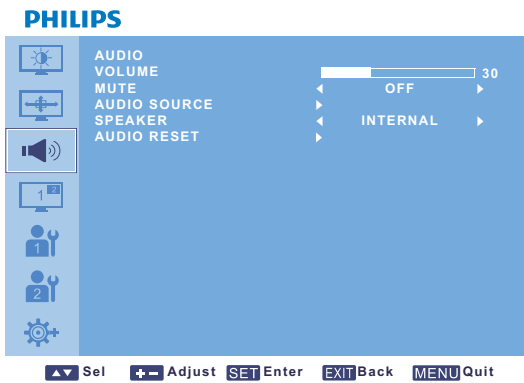 PHILIPS
AUDIO
VOLUME 30
MUTE OFF
AUDIO SOURCE
SPEAKER INTERNAL
AUDIO RESET
1 2
1
2
Sel + - Adjust SET Enter EXIT Back MENU Quit